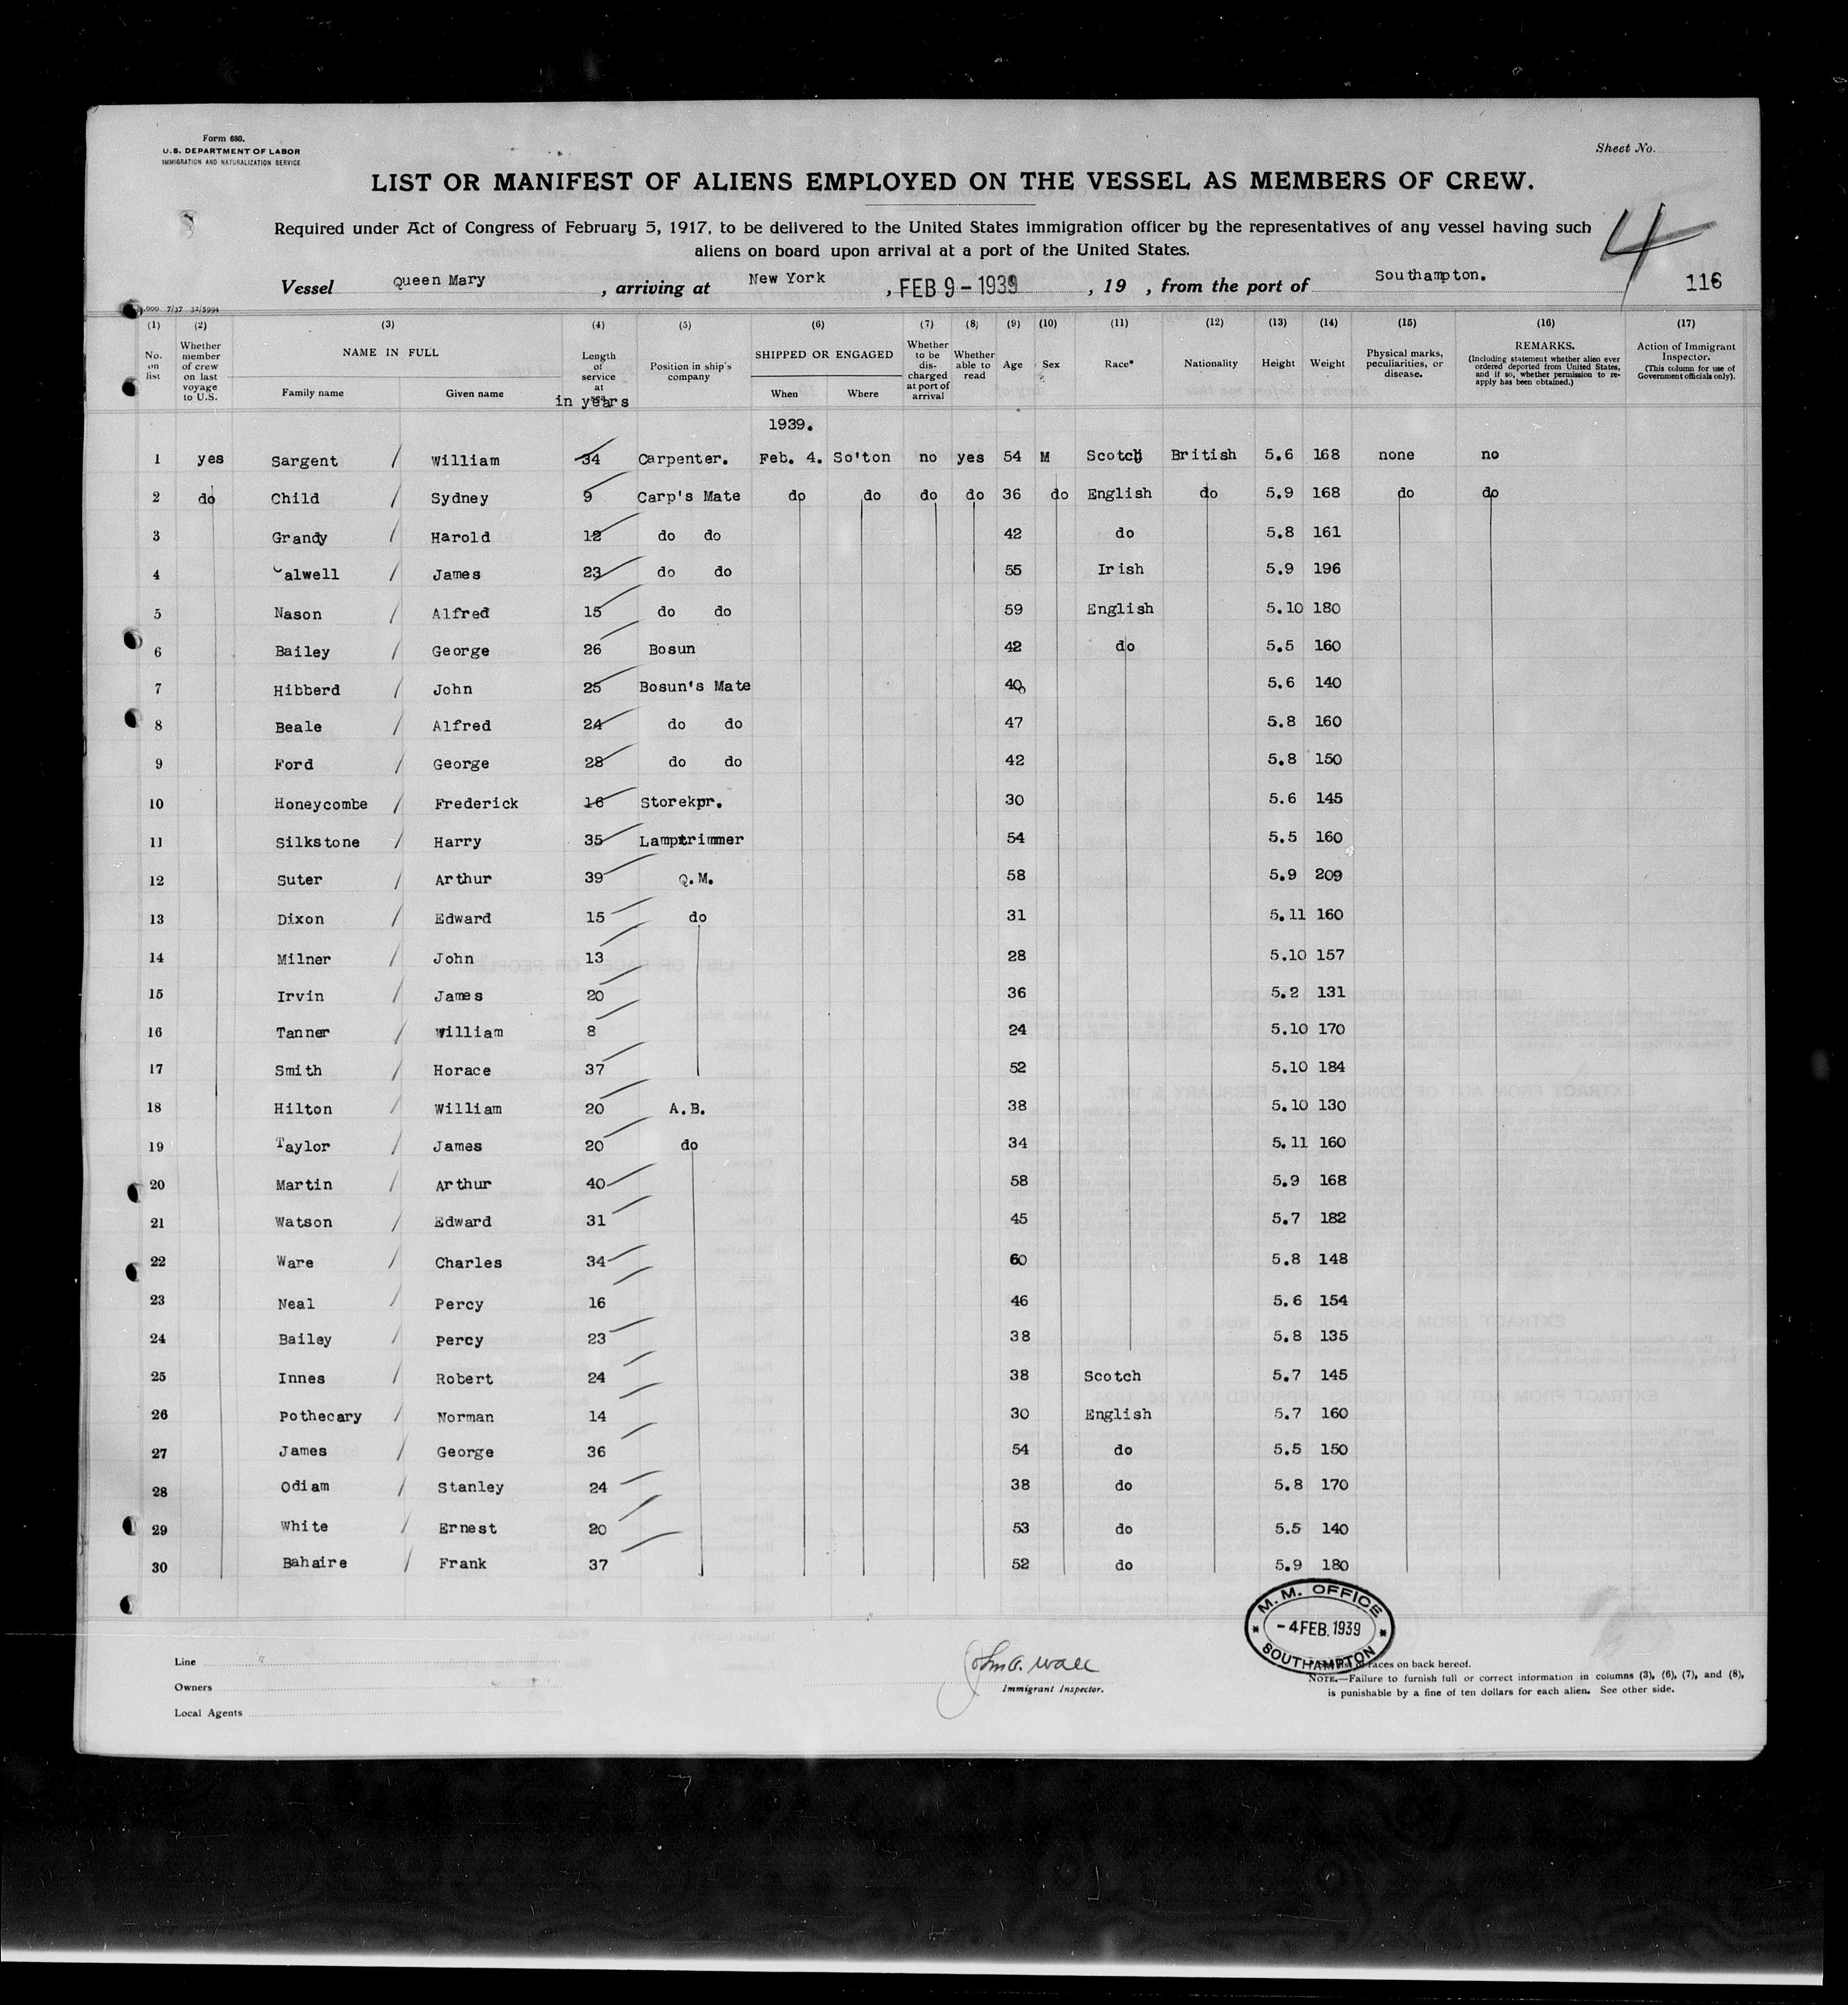 Form 680.
U.S. DEPARTMENT OF LABOR
IMMIGRATION AND NATURALIZATION SERVICE
Sheet No.
LIST OR MANIFEST OF ALIENS EMPLOYED ON THE VESSEL AS MEMBERS OF CREW.
Required under Act of Congress of February 5, 1917, to be delivered to the United States immigration officer by the representatives of any vessel having such
aliens on board upon arrival at a port of the United States.
4
Vessel Queen Mary, arriving at New York, FEB 9-1939, 19 , from the port of Southampton. 116
(1) (2) (3) (4) (5) (6) (7) (8) (9) (10) (11) (12) (13) (14) (15) (16) (17)
No. on list
Whether member of crew on last voyage to U.S.
NAME IN FULL
Family name
Given name
Length of service at
in years
Position in ship's company
SHIPPED OR ENGAGED
When
Where
Whether to be discharged at port of arrival
Whether able to read
Age
Sex
Race*
Nationality
Height
Weight
Physical marks, peculiarities, or disease.
REMARKS.
(Including statement whether alien ever ordered deported from United States, and if so, whether permission to re-apply has been obtained.)
Action of Immigrant Inspector.
(This column for use of Government officials only).
1939.
1 yes Sargent / William 34 Carpenter. Feb. 4. So'ton no yes 54 M Scotch British 5.6 168 none no
2 do Child / Sydney 9 Carp's Mate do do do do 36 do English do 5.9 168 do do
3 Grandy / Harold 12 do do 42 do 5.8 161
4 Calwell / James 23 do do 55 Irish 5.9 196
5 Nason / Alfred 15 do do 59 English 5.10 180
6 Bailey / George 26 Bosun 42 do 5.5 160
7 Hibberd / John 25 Bosun's Mate 40 5.6 140
8 Beale / Alfred 24 do do 47 5.8 160
9 Ford / George 28 do do 42 5.8 150
10 Honeycombe / Frederick 16 Storekpr. 30 5.6 145
11 Silkstone / Harry 35 Lamptrimmer 54 5.5 160
12 Suter / Arthur 39 Q.M. 58 5.9 209
13 Dixon / Edward 15 do 31 5.11 160
14 Milner / John 13 28 5.10 157
15 Irvin / James 20 36 5.2 131
16 Tanner / William 8 24 5.10 170
17 Smith / Horace 37 52 5.10 184
18 Hilton / William 20 A.B. 38 5.10 130
19 Taylor / James 20 do 34 5.11 160
20 Martin / Arthur 40 58 5.9 168
21 Watson / Edward 31 45 5.7 182
22 Ware / Charles 34 60 5.8 148
23 Neal / Percy 16 46 5.6 154
24 Bailey / Percy 23 38 5.8 135
25 Innes / Robert 24 38 Scotch 5.7 145
26 Pothecary / Norman 14 30 English 5.7 160
27 James / George 36 54 do 5.5 150
28 Odiam / Stanley 24 38 do 5.8 170
29 White / Ernest 20 53 do 5.5 140
30 Bahaire / Frank 37 52 do 5.9 180
M.M. OFFICE
-4 FEB. 1939
SOUTHAMPTON
Line
Owners
Local Agents
John A. Wall
Immigrant Inspector.
races on back hereof.
NOTE.—Failure to furnish full or correct information in columns (3), (6), (7), and (8),
is punishable by a fine of ten dollars for each alien. See other side.